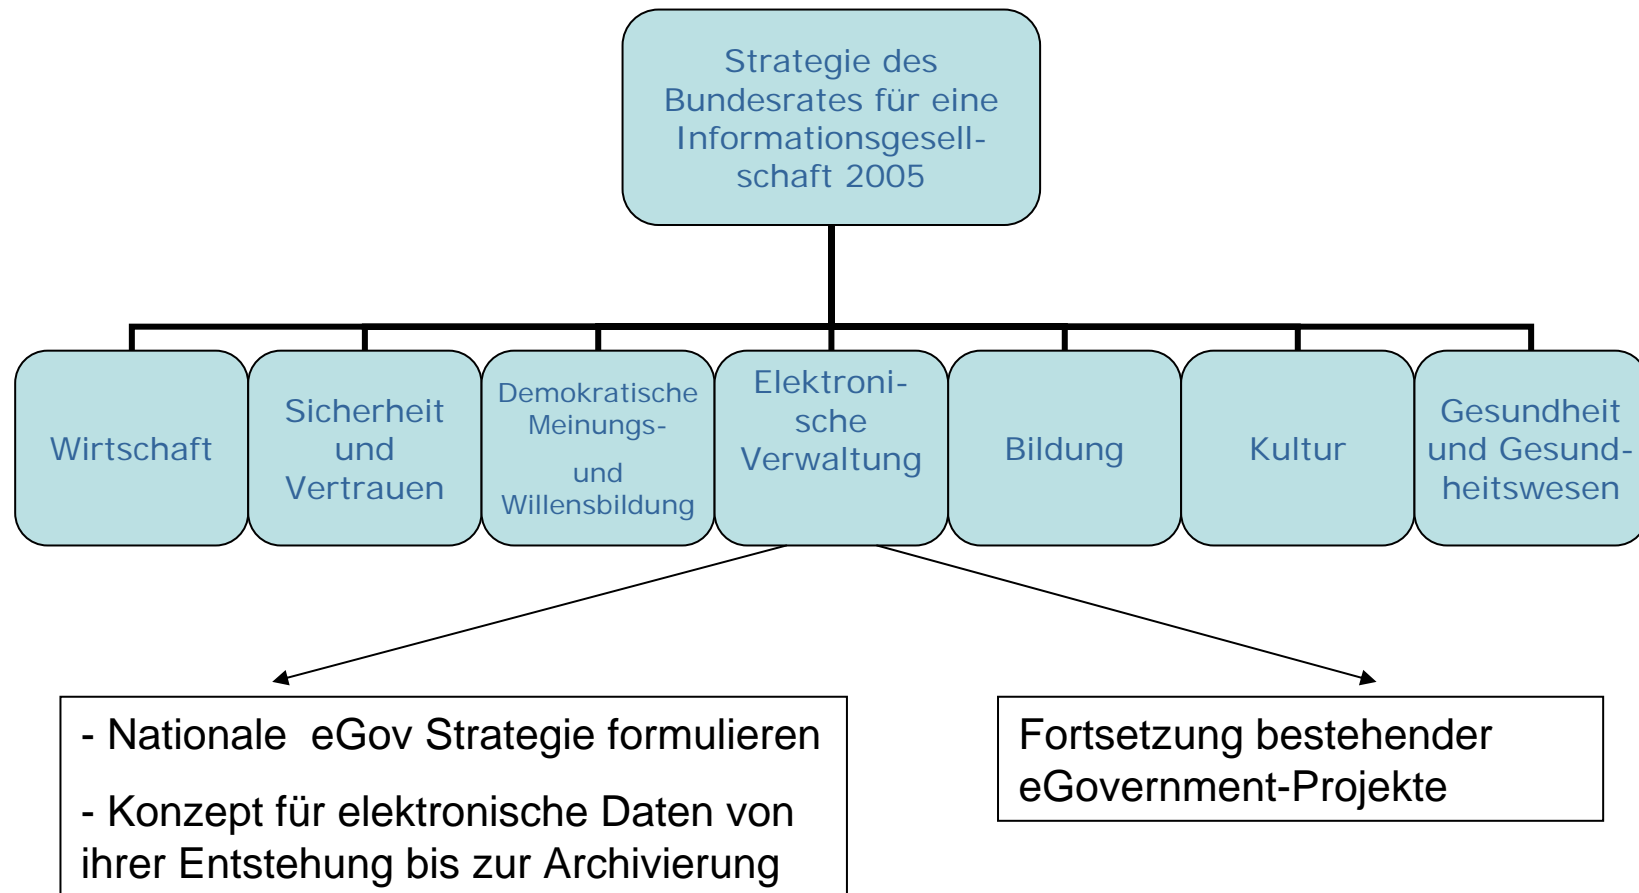 Strategie des
Bundesrates für eine
Informationsgesell-
schaft 2005
Wirtschaft
Sicherheit
und
Vertrauen
Demokratische
Meinungs-
und
Willensbildung
Elektroni-
sche
Verwaltung
Bildung
Kultur
Gesundheit
und Gesund-
heitswesen
- Nationale eGov Strategie formulieren
- Konzept für elektronische Daten von
ihrer Entstehung bis zur Archivierung
Fortsetzung bestehender
eGovernment-Projekte